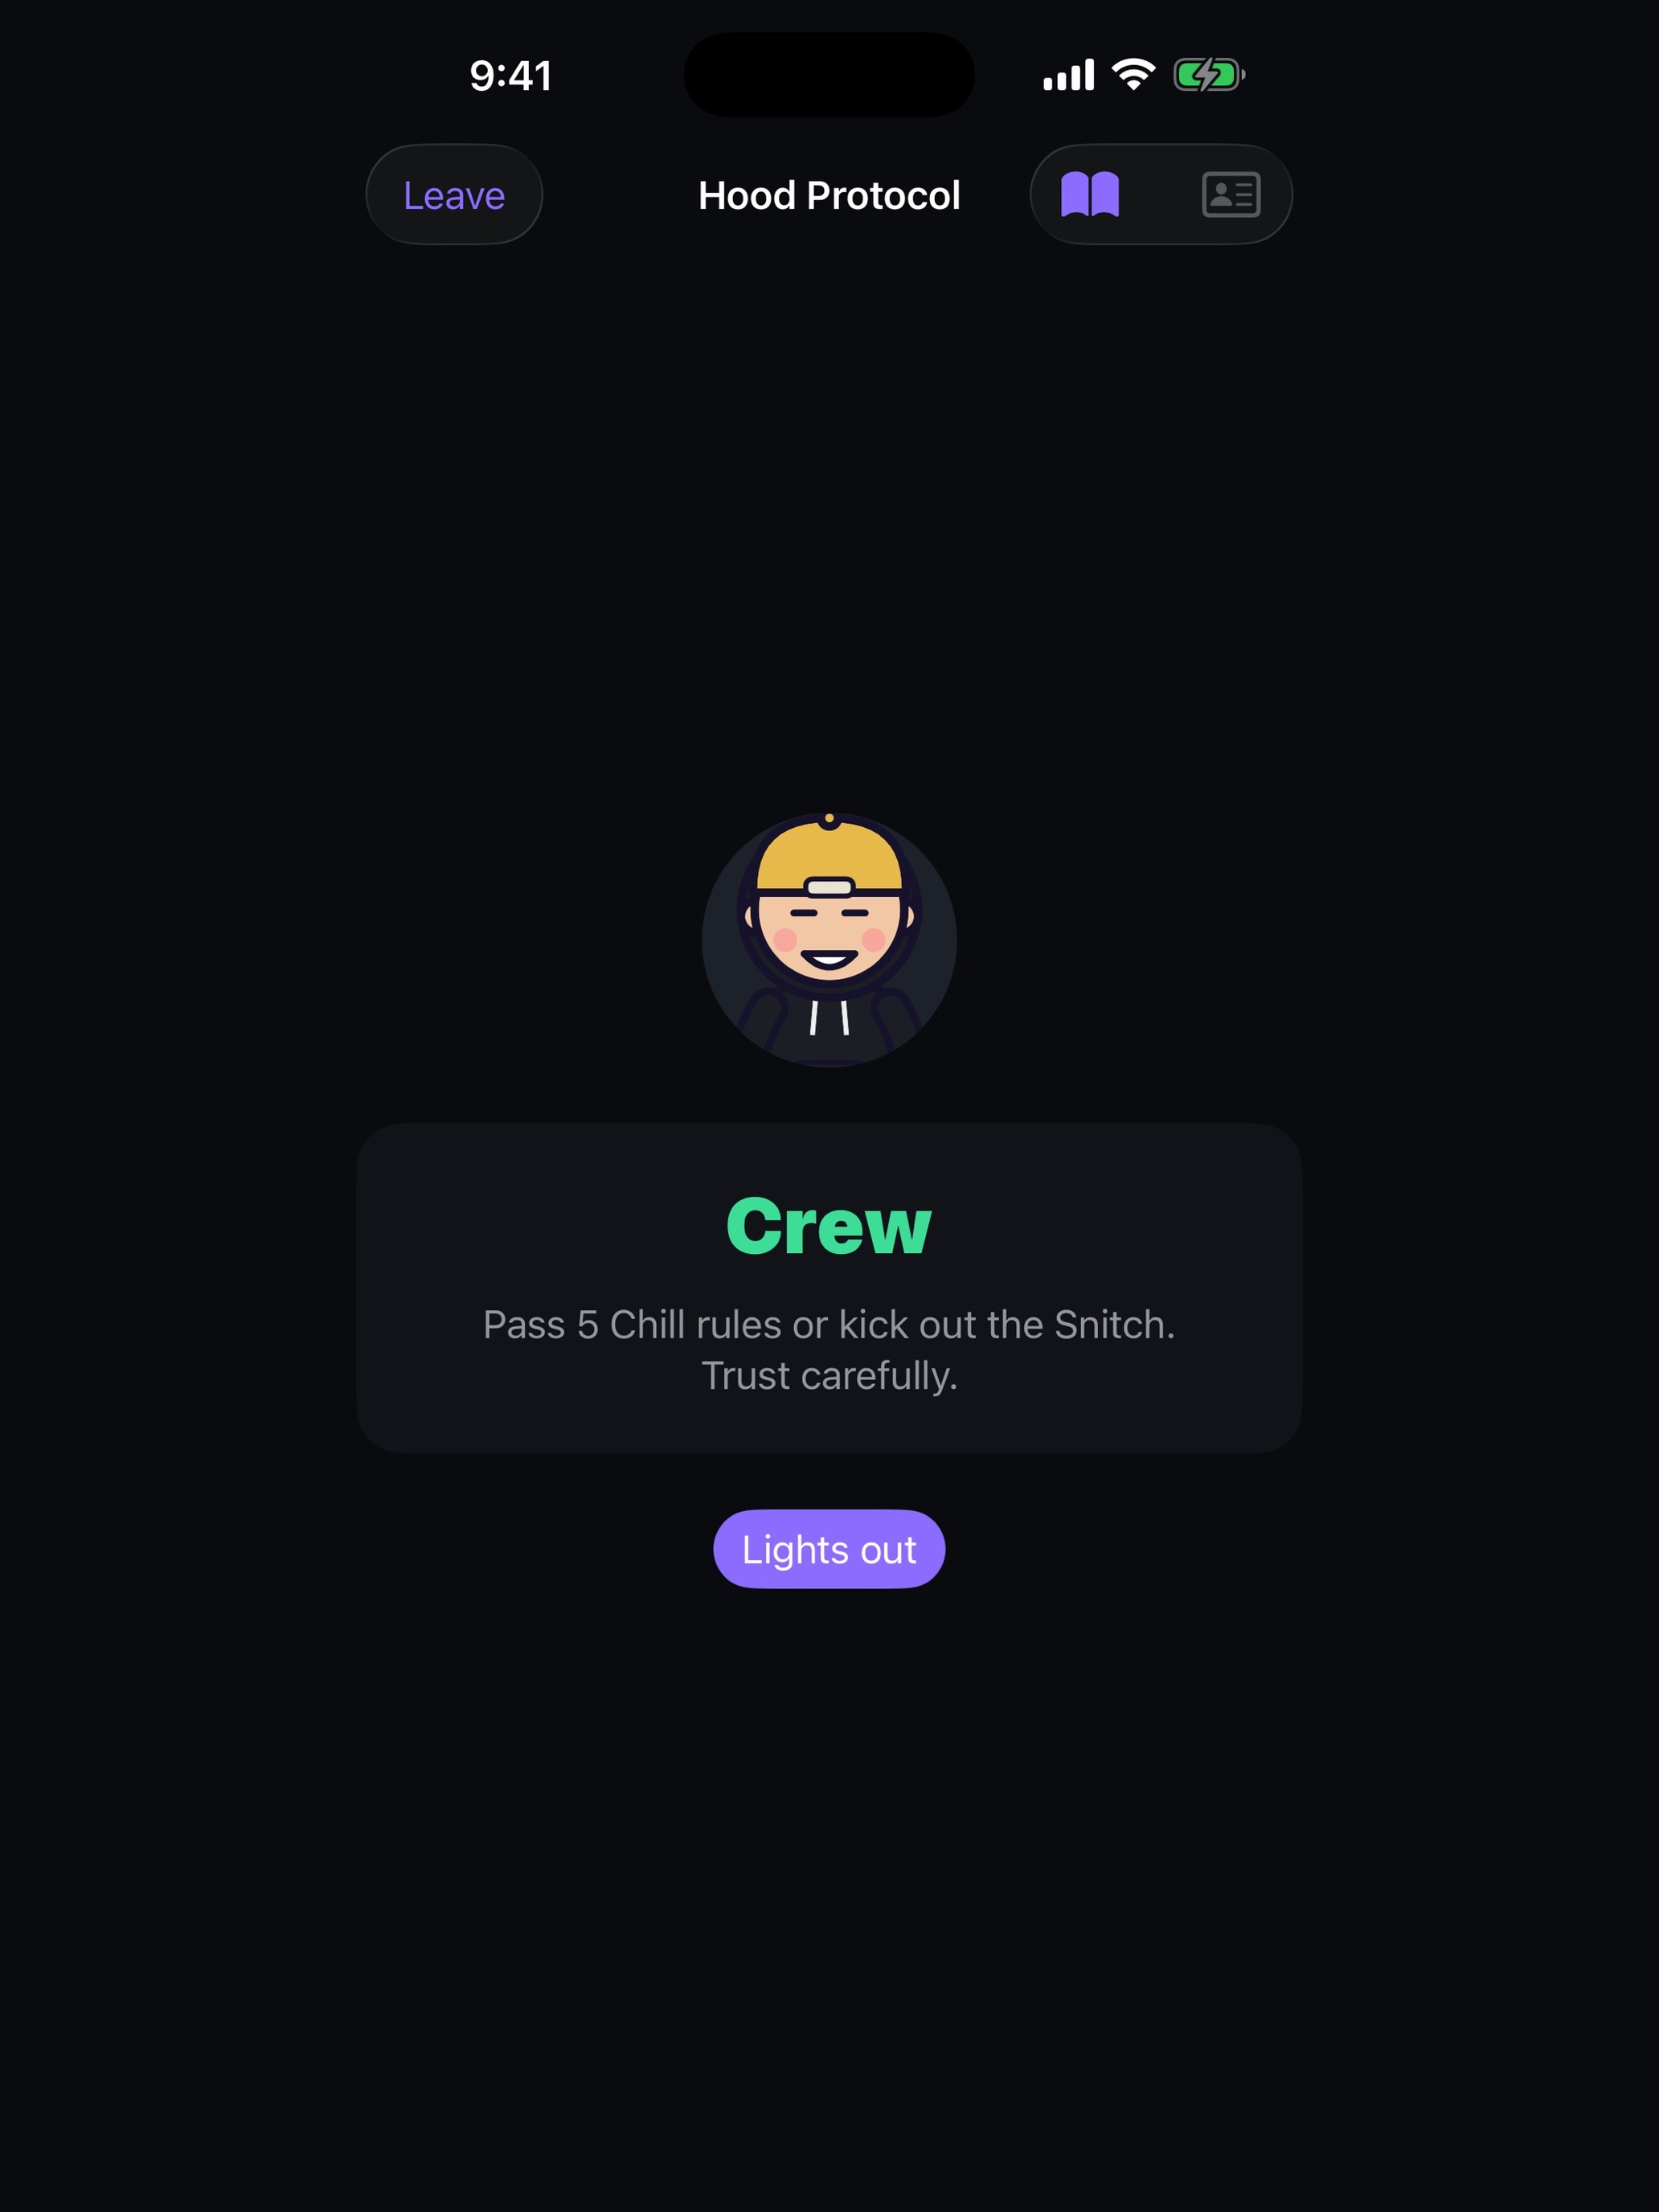 9:41
Leave
Hood Protocol
Crew
Pass 5 Chill rules or kick out the Snitch.
Trust carefully.
Lights out